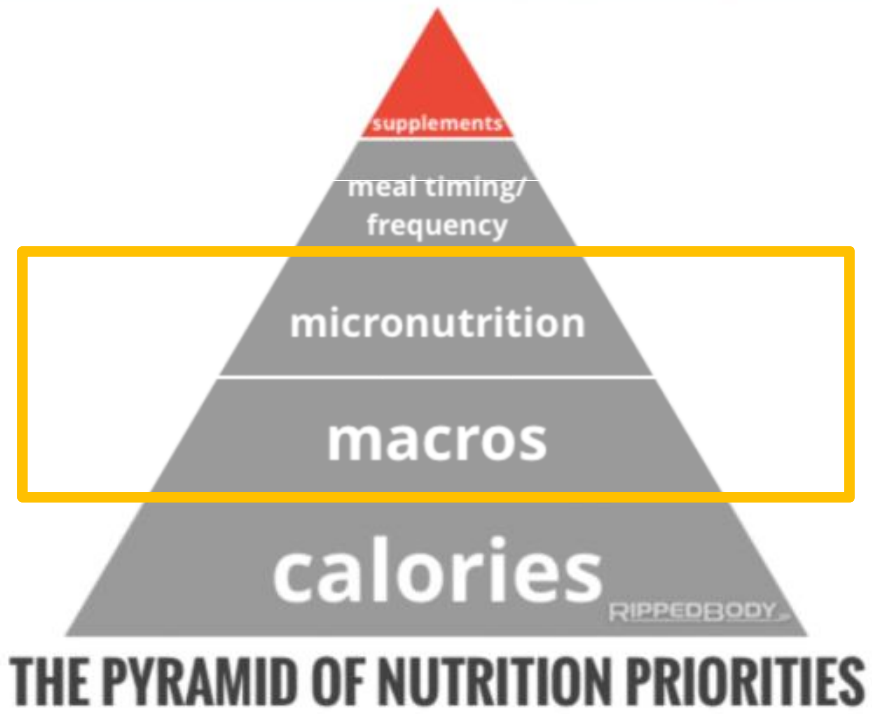 supplements
meal timing/
frequency
micronutrition
macros
calories
RIPPEDBODY
THE PYRAMID OF NUTRITION PRIORITIES